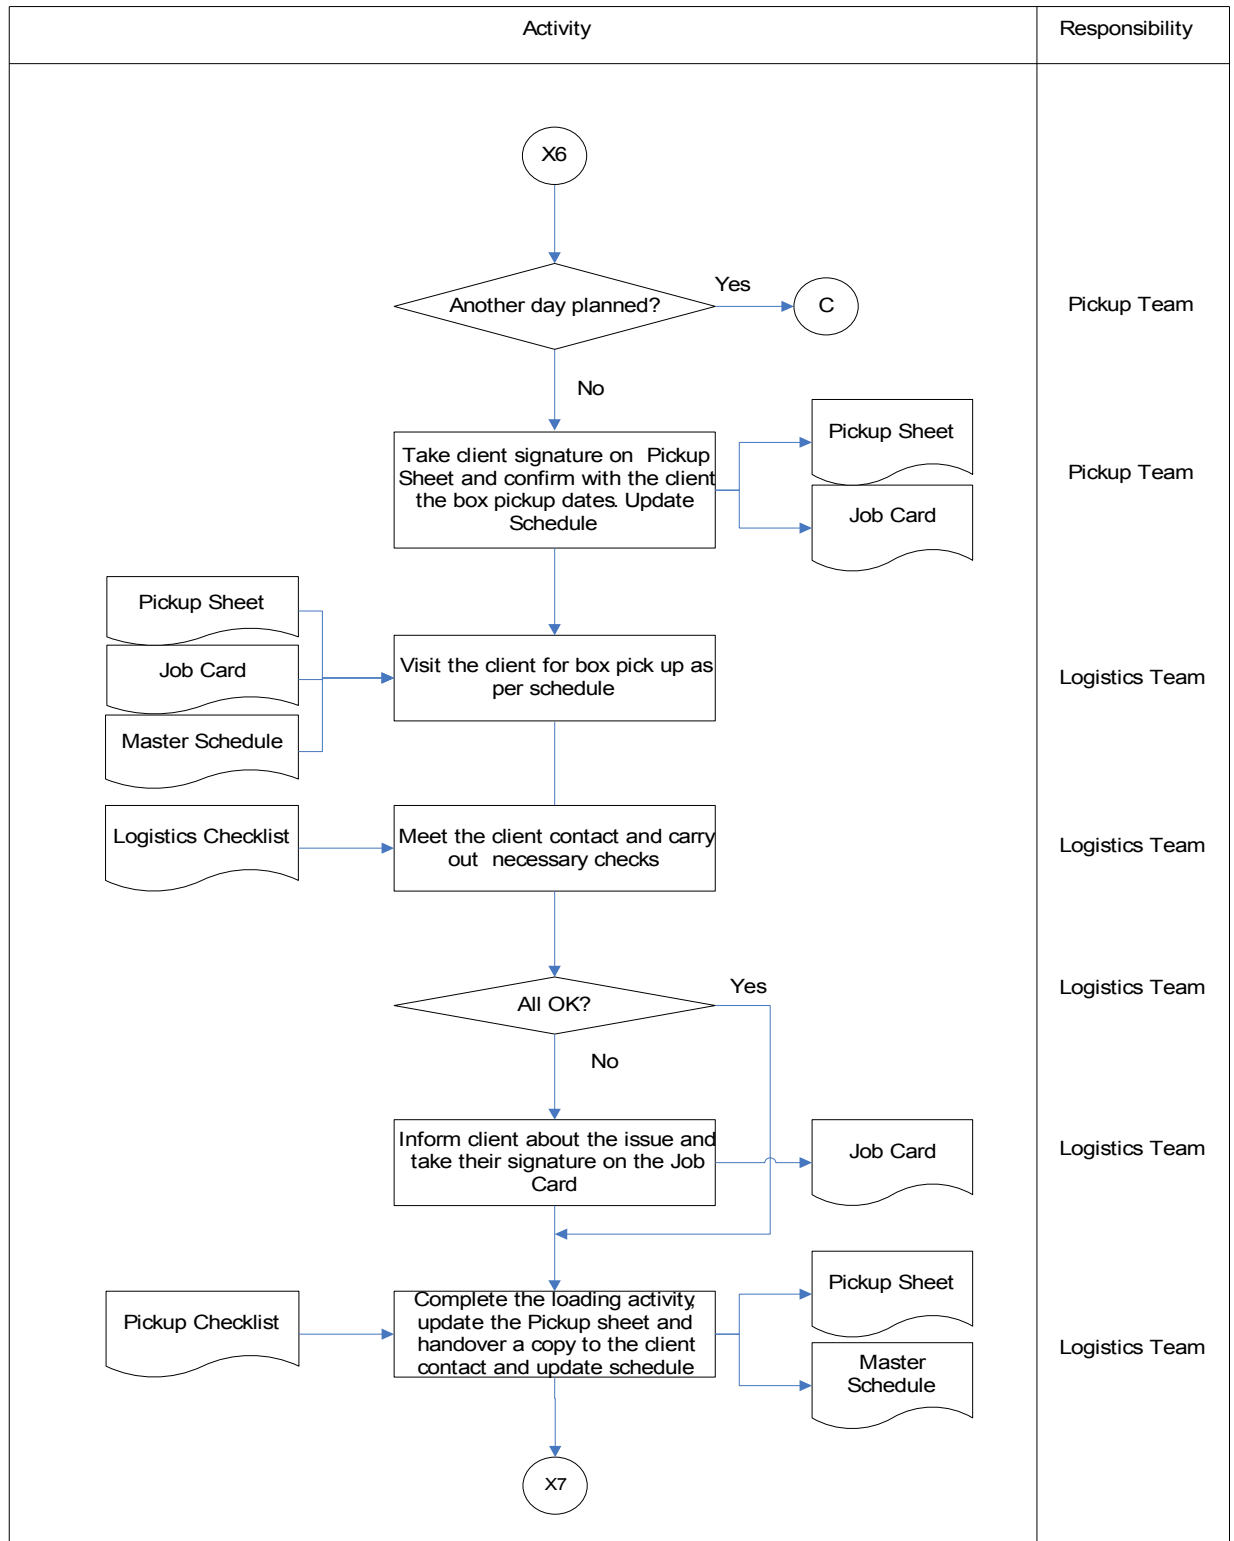 Activity
Responsibility
X6
Another day planned?
Yes
C
Pickup Team
No
Take client signature on Pickup
Sheet and confirm with the client
the box pickup dates. Update
Schedule
Pickup Sheet
Job Card
Pickup Team
Pickup Sheet
Job Card
Master Schedule
Visit the client for box pick up as
per schedule
Logistics Team
Logistics Checklist
Meet the client contact and carry
out necessary checks
Logistics Team
All OK?
Yes
Logistics Team
No
Inform client about the issue and
take their signature on the Job
Card
Job Card
Logistics Team
Pickup Checklist
Complete the loading activity,
update the Pickup sheet and
handover a copy to the client
contact and update schedule
Pickup Sheet
Master
Schedule
Logistics Team
X7